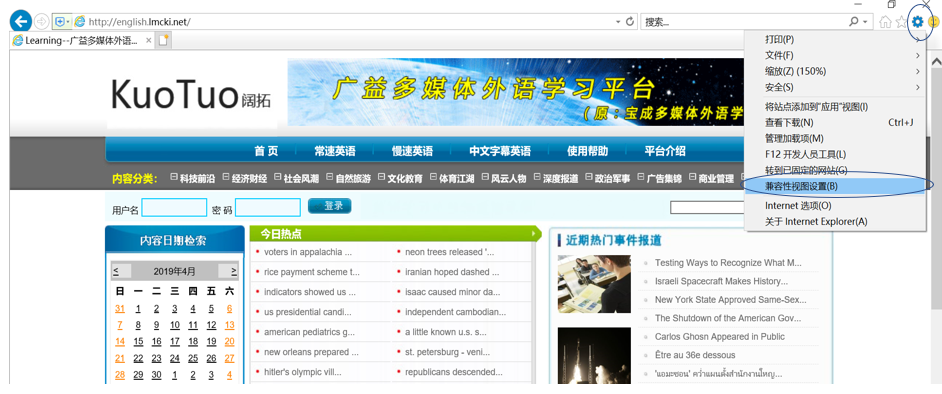 http://english.lmcki.net/
搜索...
Learning--广益多媒体外语...
打印(P)
文件(F)
缩放(Z) (150%)
安全(S)
将站点添加到"应用"视图(I)
查看下载(N) Ctrl+J
管理加载项(M)
F12 开发人员工具(L)
转到已固定的网站(G)
兼容性视图设置(B)
Internet 选项(O)
关于 Internet Explorer(A)
KuoTuo阔拓
广益多媒体外语学习平台
(原：宝成多媒体外语学
首 页 常速英语 慢速英语 中文字幕英语 使用帮助 平台介绍
内容分类： 科技前沿 经济财经 社会风潮 自然旅游 文化教育 体育江湖 风云人物 深度报道 政治军事 广告集锦 商业管理
用户名 密 码 登录
内容日期检索
< 2019年4月 >
日 一 二 三 四 五 六
31 1 2 3 4 5 6
7 8 9 10 11 12 13
14 15 16 17 18 19 20
21 22 23 24 25 26 27
28 29 30 1 2 3 4
今日热点
voters in appalachia ... neon trees released '...
rice payment scheme t... iranian hoped dashed ...
indicators showed us ... isaac caused minor da...
us presidential candi... independent cambodian...
american pediatrics g... a little known u.s. s...
new orleans prepared ... st. petersburg - veni...
hitler's olympic vill... republicans descended...
近期热门事件报道
Testing Ways to Recognize What M...
Israeli Spacecraft Makes History...
New York State Approved Same-Sex...
The Shutdown of the American Gov...
Carlos Ghosn Appeared in Public
Être au 36e dessous
'แอมะซอน' คว่ำแผนตั้งสำนักงานใหญ่...